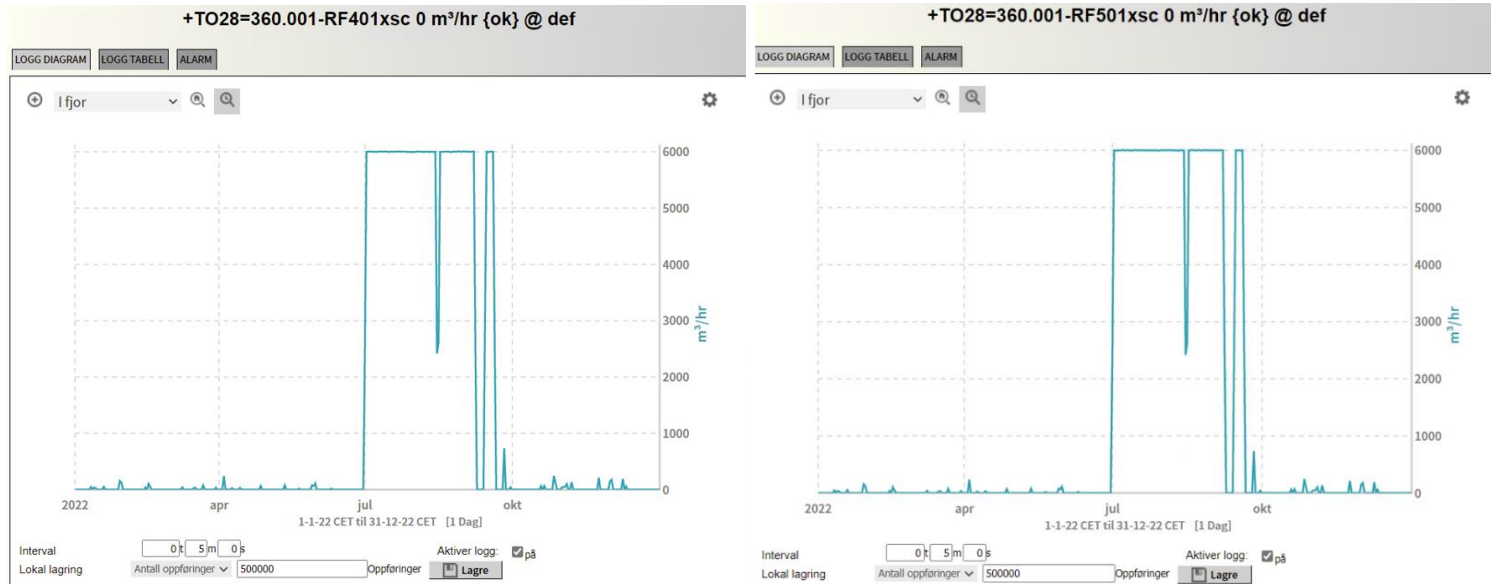 +TO28=360.001-RF401xsc 0 m³/hr {ok} @ def
LOGG DIAGRAM LOGG TABELL ALARM
I fjor
6000
5000
4000
3000
2000
1000
0
m³/hr
2022 apr jul okt
1-1-22 CET til 31-12-22 CET [1 Dag]
Interval 0 t 5 m 0 s Aktiver logg: på
Lokal lagring Antall oppføringer 500000 Oppføringer Lagre
+TO28=360.001-RF501xsc 0 m³/hr {ok} @ def
LOGG DIAGRAM LOGG TABELL ALARM
I fjor
6000
5000
4000
3000
2000
1000
0
m³/hr
2022 apr jul okt
1-1-22 CET til 31-12-22 CET [1 Dag]
Interval 0 t 5 m 0 s Aktiver logg: på
Lokal lagring Antall oppføringer 500000 Oppføringer Lagre